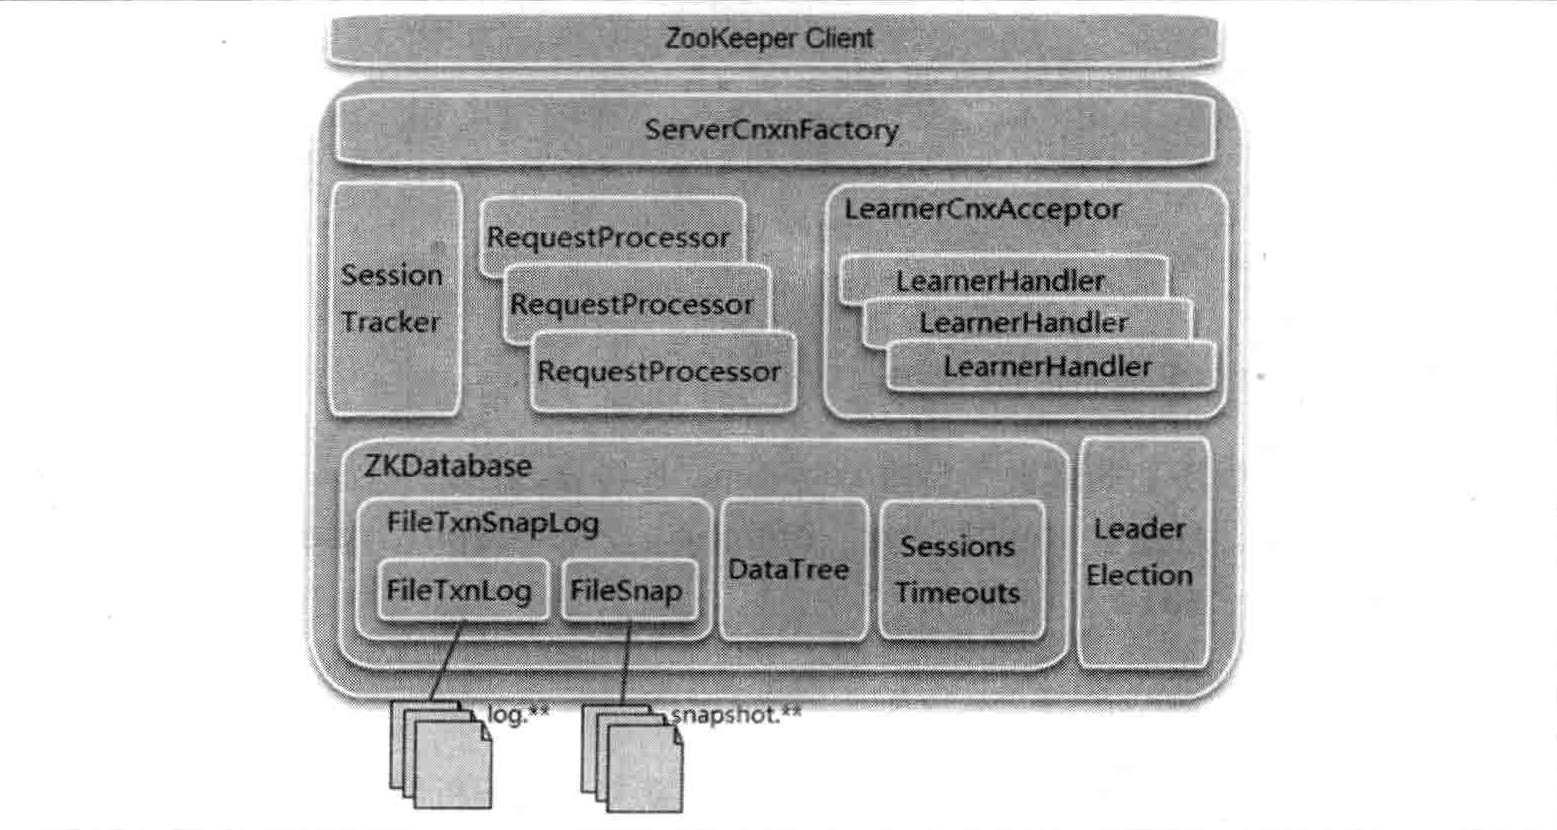 ZooKeeper Client
ServerCnxnFactory
Session
Tracker
RequestProcessor
RequestProcessor
RequestProcessor
LearnerCnxAcceptor
LearnerHandler
LearnerHandler
LearnerHandler
ZKDatabase
FileTxnSnapLog
FileTxnLog
FileSnap
DataTree
Sessions
Timeouts
Leader
Election
log.**
snapshot.**